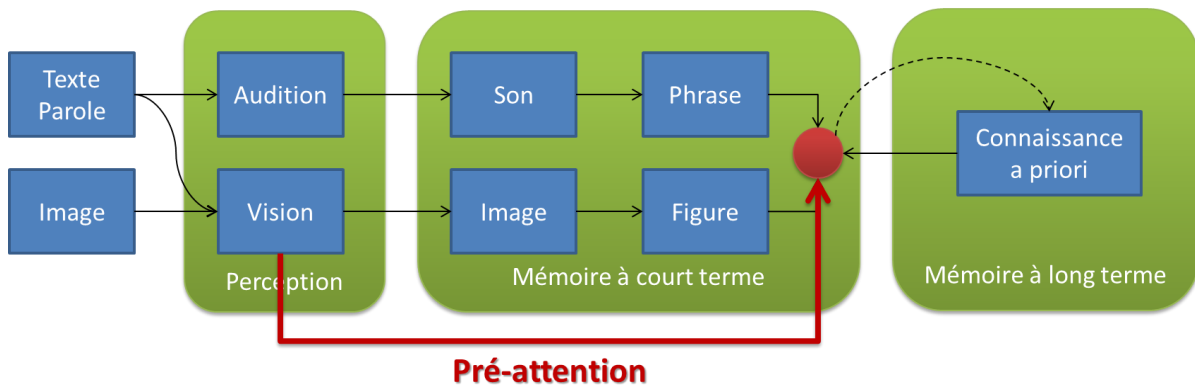 Texte
Parole
Audition
Son
Phrase
Connaissance
a priori
Image
Vision
Image
Figure
Perception
Mémoire à court terme
Mémoire à long terme
Pré-attention